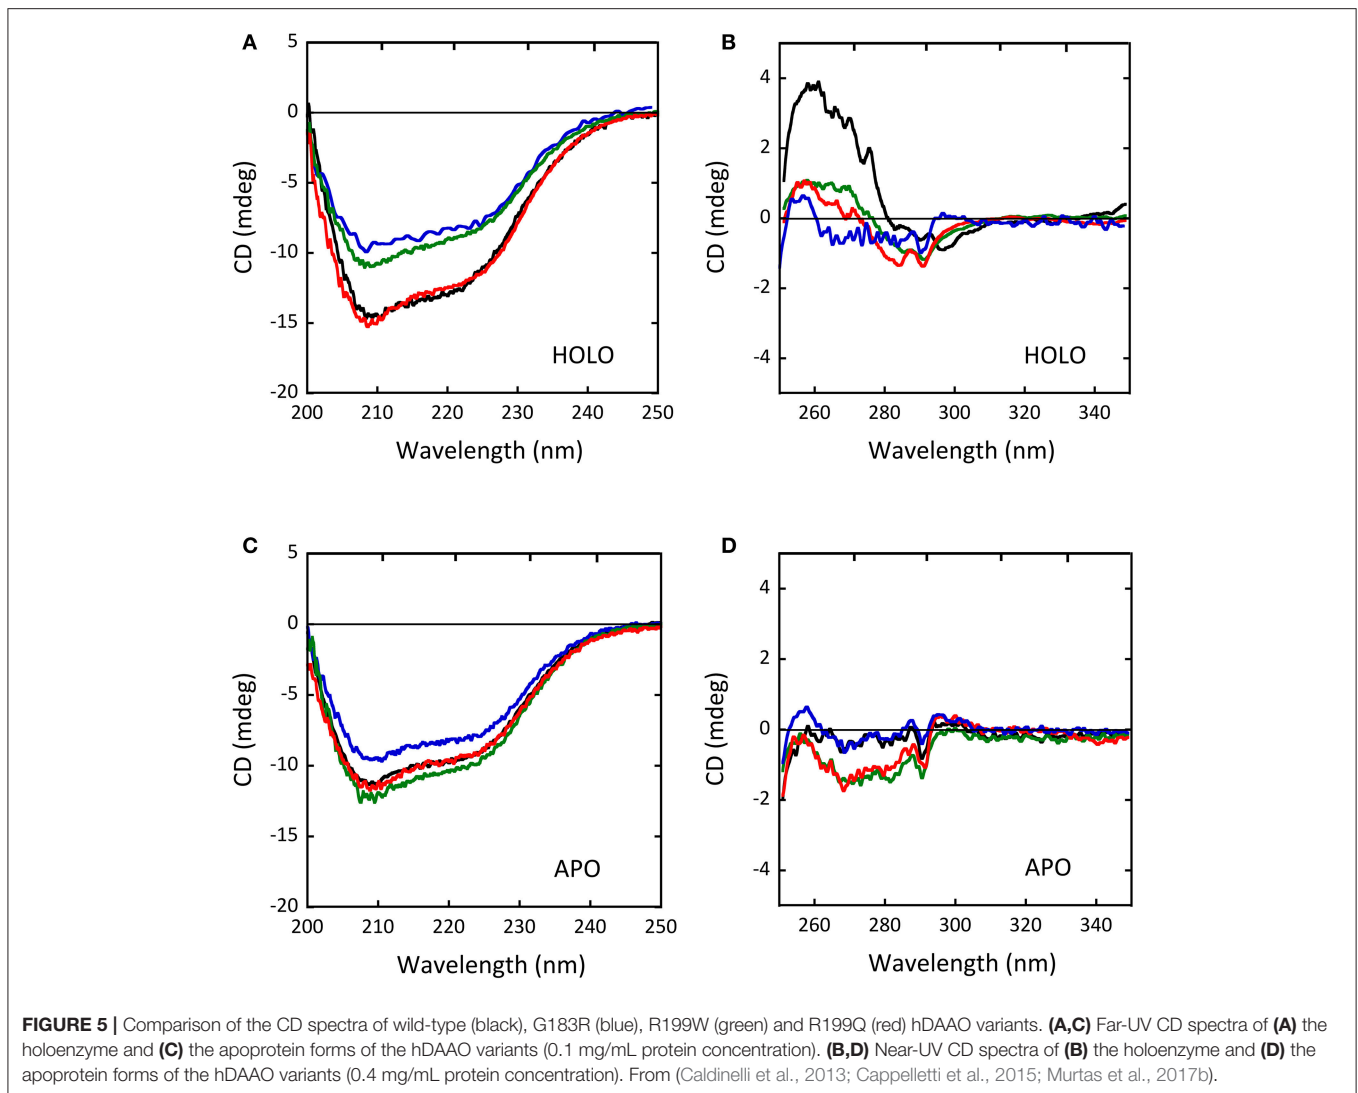 A
5
0
-5
-10
-15
-20
CD (mdeg)
HOLO
200 210 220 230 240 250
Wavelength (nm)
B
4
2
0
-2
-4
CD (mdeg)
HOLO
260 280 300 320 340
Wavelength (nm)
C
5
0
-5
-10
-15
-20
CD (mdeg)
APO
200 210 220 230 240 250
Wavelength (nm)
D
4
2
0
-2
-4
CD (mdeg)
APO
260 280 300 320 340
Wavelength (nm)
FIGURE 5 | Comparison of the CD spectra of wild-type (black), G183R (blue), R199W (green) and R199Q (red) hDAAO variants. (A,C) Far-UV CD spectra of (A) the
holoenzyme and (C) the apoprotein forms of the hDAAO variants (0.1 mg/mL protein concentration). (B,D) Near-UV CD spectra of (B) the holoenzyme and (D) the
apoprotein forms of the hDAAO variants (0.4 mg/mL protein concentration). From (Caldinelli et al., 2013; Cappelletti et al., 2015; Murtas et al., 2017b).